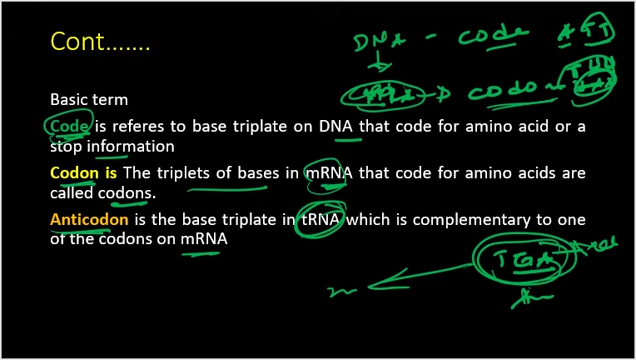 Cont.......
DNA - code ATT
codon
Basic term
Code is referes to base triplate on DNA that code for amino acid or a
stop information
Codon is The triplets of bases in mRNA that code for amino acids are
called codons.
Anticodon is the base triplate in tRNA which is complementary to one
of the codons on mRNA
TGA